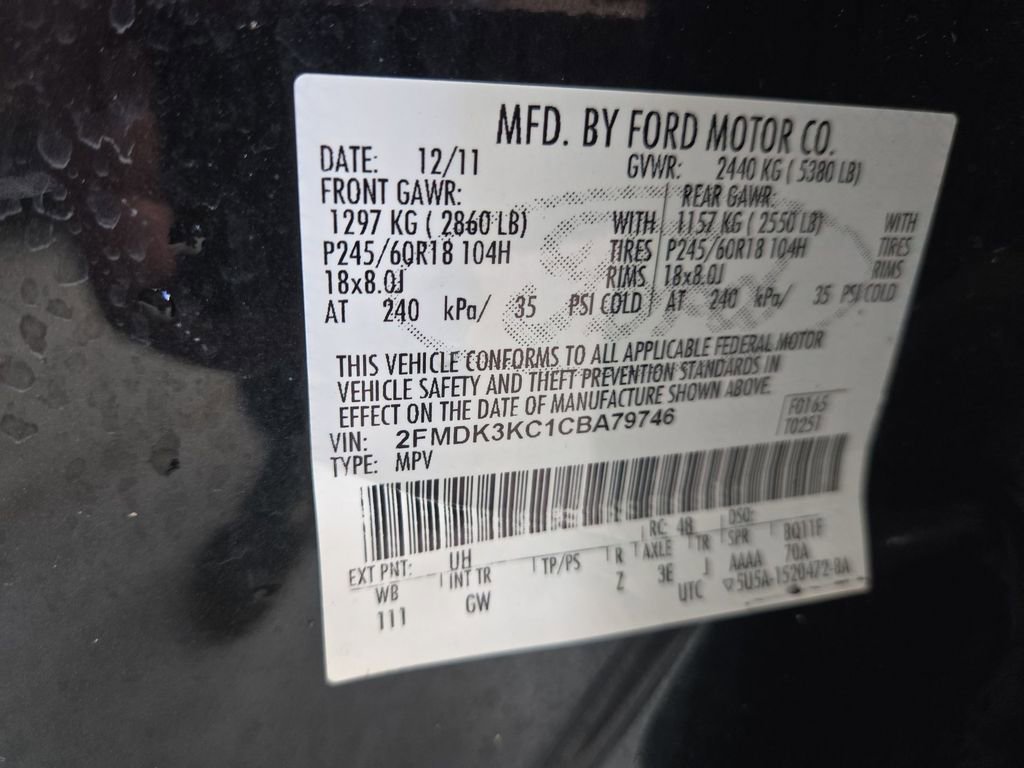 MFD. BY FORD MOTOR CO.
DATE: 12/11 GVWR: 2440 KG ( 5380 LB)
FRONT GAWR: REAR GAWR:
1297 KG ( 2860 LB) WITH 1157 KG ( 2550 LB) WITH
P245/60R18 104H TIRES P245/60R18 104H TIRES
18x8.0J RIMS 18x8.0J RIMS
AT 240 kPa/ 35 PSI COLD AT 240 kPa/ 35 PSI COLD
THIS VEHICLE CONFORMS TO ALL APPLICABLE FEDERAL MOTOR
VEHICLE SAFETY AND THEFT PREVENTION STANDARDS IN
EFFECT ON THE DATE OF MANUFACTURE SHOWN ABOVE.
VIN: 2FMDK3KC1CBA79746 F0165
TYPE: MPV T0251
EXT PNT: UH RC: 48 DSO:
WB INT TR TP/PS R AXLE TR SPR BQ11E
111 GW Z 3E J AAAA 70A
UTC 5U5A-1520472-BA